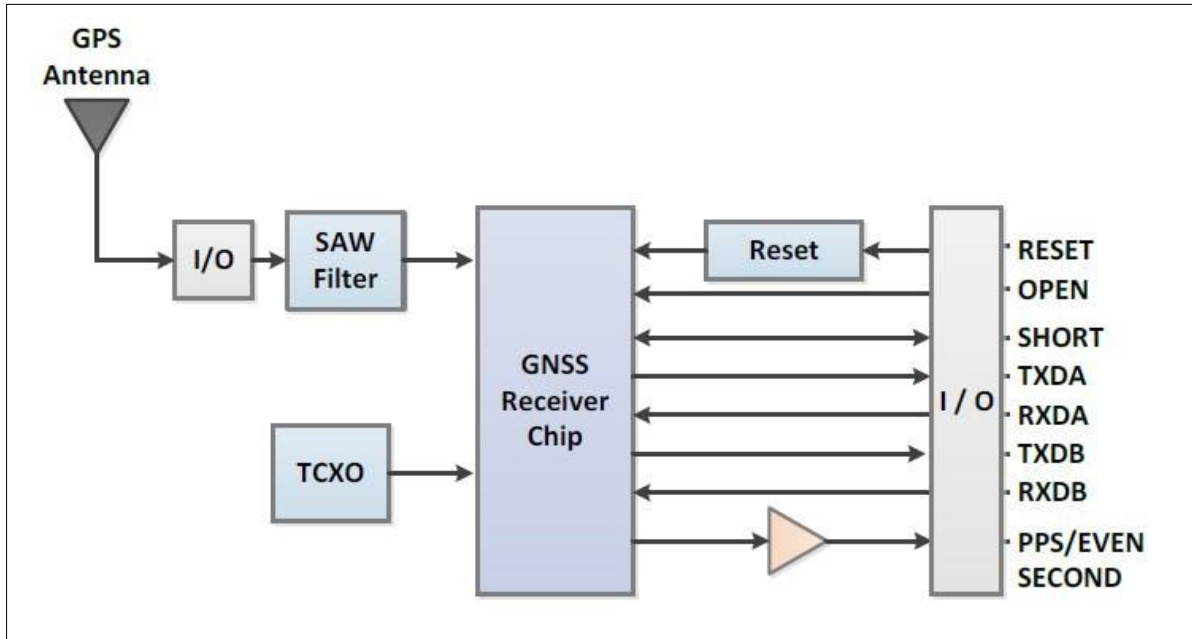 GPS
Antenna
I/O
SAW
Filter
TCXO
GNSS
Receiver
Chip
Reset
I / O
RESET
OPEN
SHORT
TXDA
RXDA
TXDB
RXDB
PPS/EVEN
SECOND